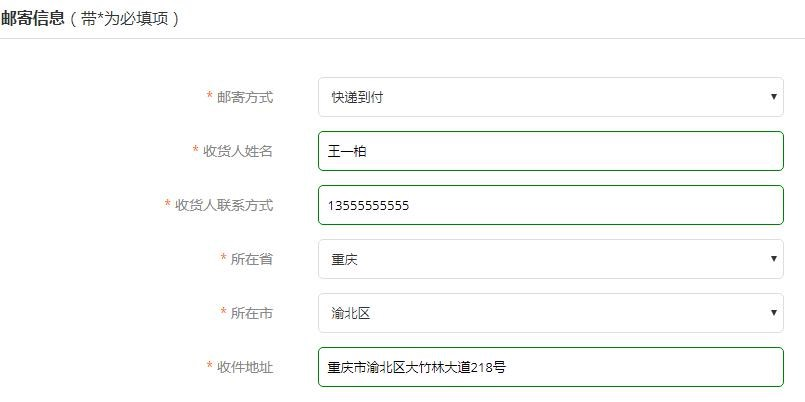 邮寄信息（带*为必填项）
* 邮寄方式 快递到付
* 收货人姓名 王一柏
* 收货人联系方式 13555555555
* 所在省 重庆
* 所在市 渝北区
* 收件地址 重庆市渝北区大竹林大道218号